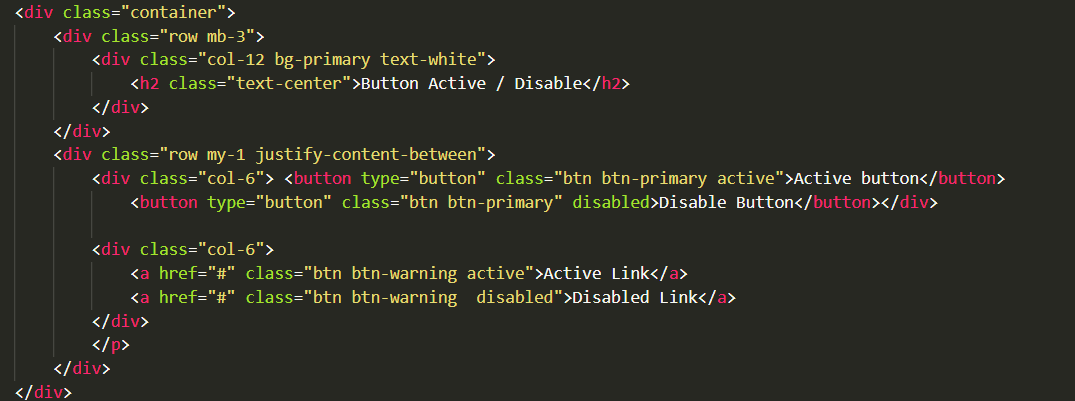 <div class="container">
<div class="row mb-3">
<div class="col-12 bg-primary text-white">
<h2 class="text-center">Button Active / Disable</h2>
</div>
</div>
<div class="row my-1 justify-content-between">
<div class="col-6"> <button type="button" class="btn btn-primary active">Active button</button>
<button type="button" class="btn btn-primary" disabled>Disable Button</button></div>
<div class="col-6">
<a href="#" class="btn btn-warning active">Active Link</a>
<a href="#" class="btn btn-warning  disabled">Disabled Link</a>
</div>
</p>
</div>
</div>